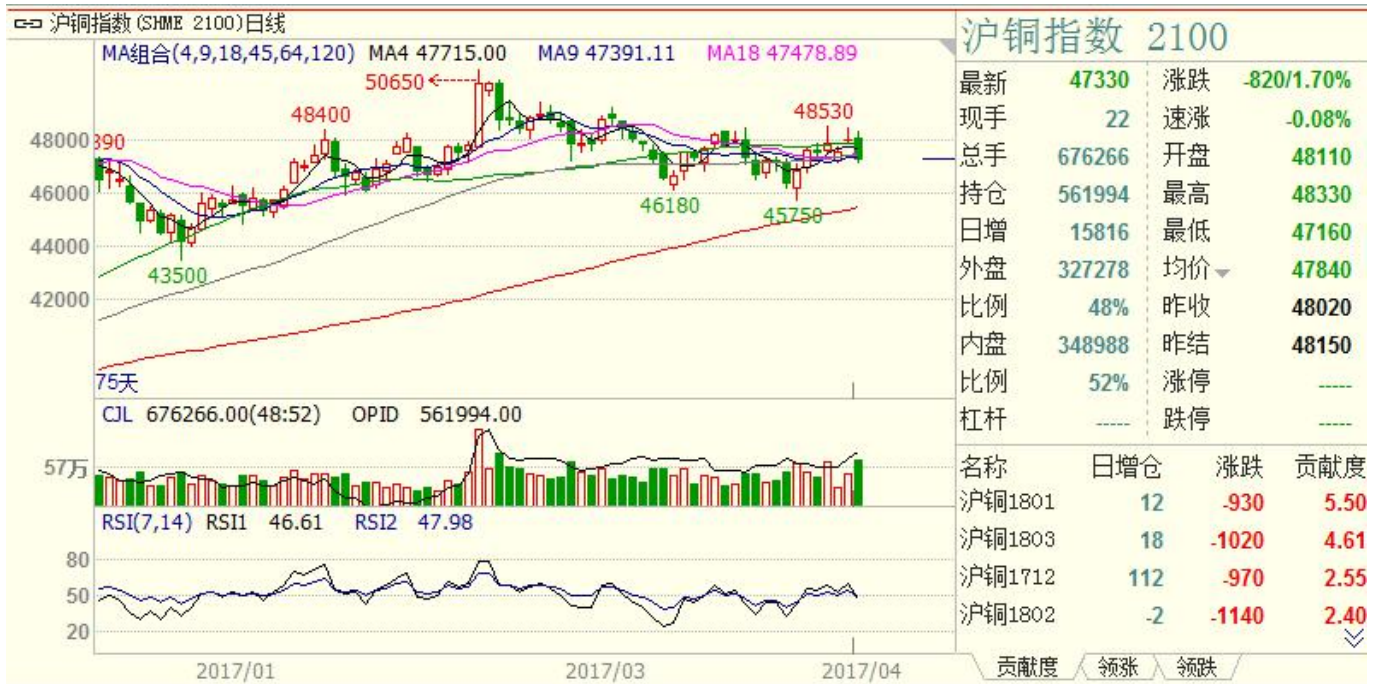 沪铜指数(SHME 2100)日线
MA组合(4,9,18,45,64,120) MA4 47715.00 MA9 47391.11 MA18 47478.89
50650
48400
48530
48000
390
46000
46180
45750
44000
43500
42000
75天
CJL 676266.00(48:52) OPID 561994.00
57万
RSI(7,14) RSI1 46.61 RSI2 47.98
80
50
20
2017/01 2017/03 2017/04
沪铜指数 2100
最新 47330 涨跌 -820/1.70%
现手 22 速涨 -0.08%
总手 676266 开盘 48110
持仓 561994 最高 48330
日增 15816 最低 47160
外盘 327278 均价 47840
比例 48% 昨收 48020
内盘 348988 昨结 48150
比例 52% 涨停 -----
杠杆 ----- 跌停 -----
名称 日增仓 涨跌 贡献度
沪铜1801 12 -930 5.50
沪铜1803 18 -1020 4.61
沪铜1712 112 -970 2.55
沪铜1802 -2 -1140 2.40
贡献度 领涨 领跌